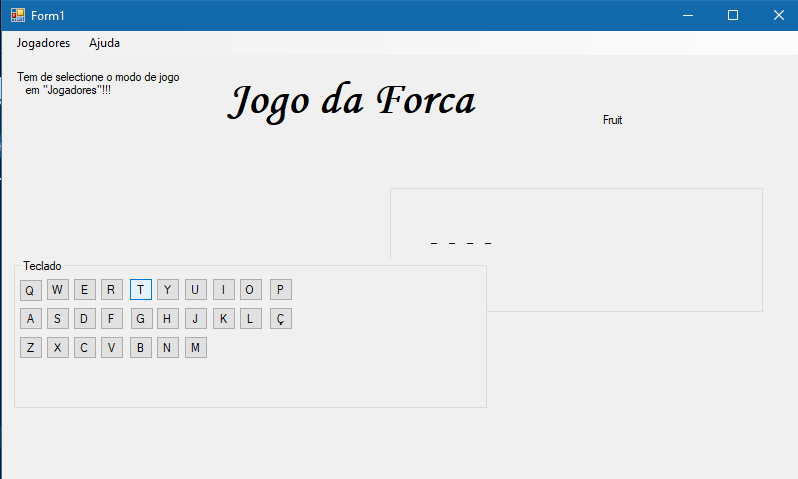 Form1
Jogadores Ajuda
Tem de selectione o modo de jogo
em "Jogadores"!!!
Jogo da Forca
Fruit
_ _ _ _
Teclado
Q W E R T Y U I O P
A S D F G H J K L Ç
Z X C V B N M